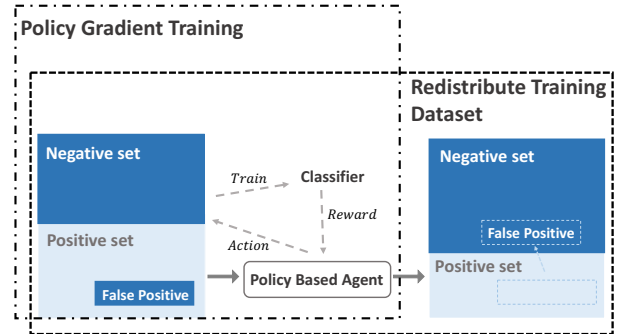 Policy Gradient Training
Redistribute Training
Dataset
Negative set
Train
Classifier
Reward
Action
Positive set
False Positive
Policy Based Agent
Negative set
False Positive
Positive set